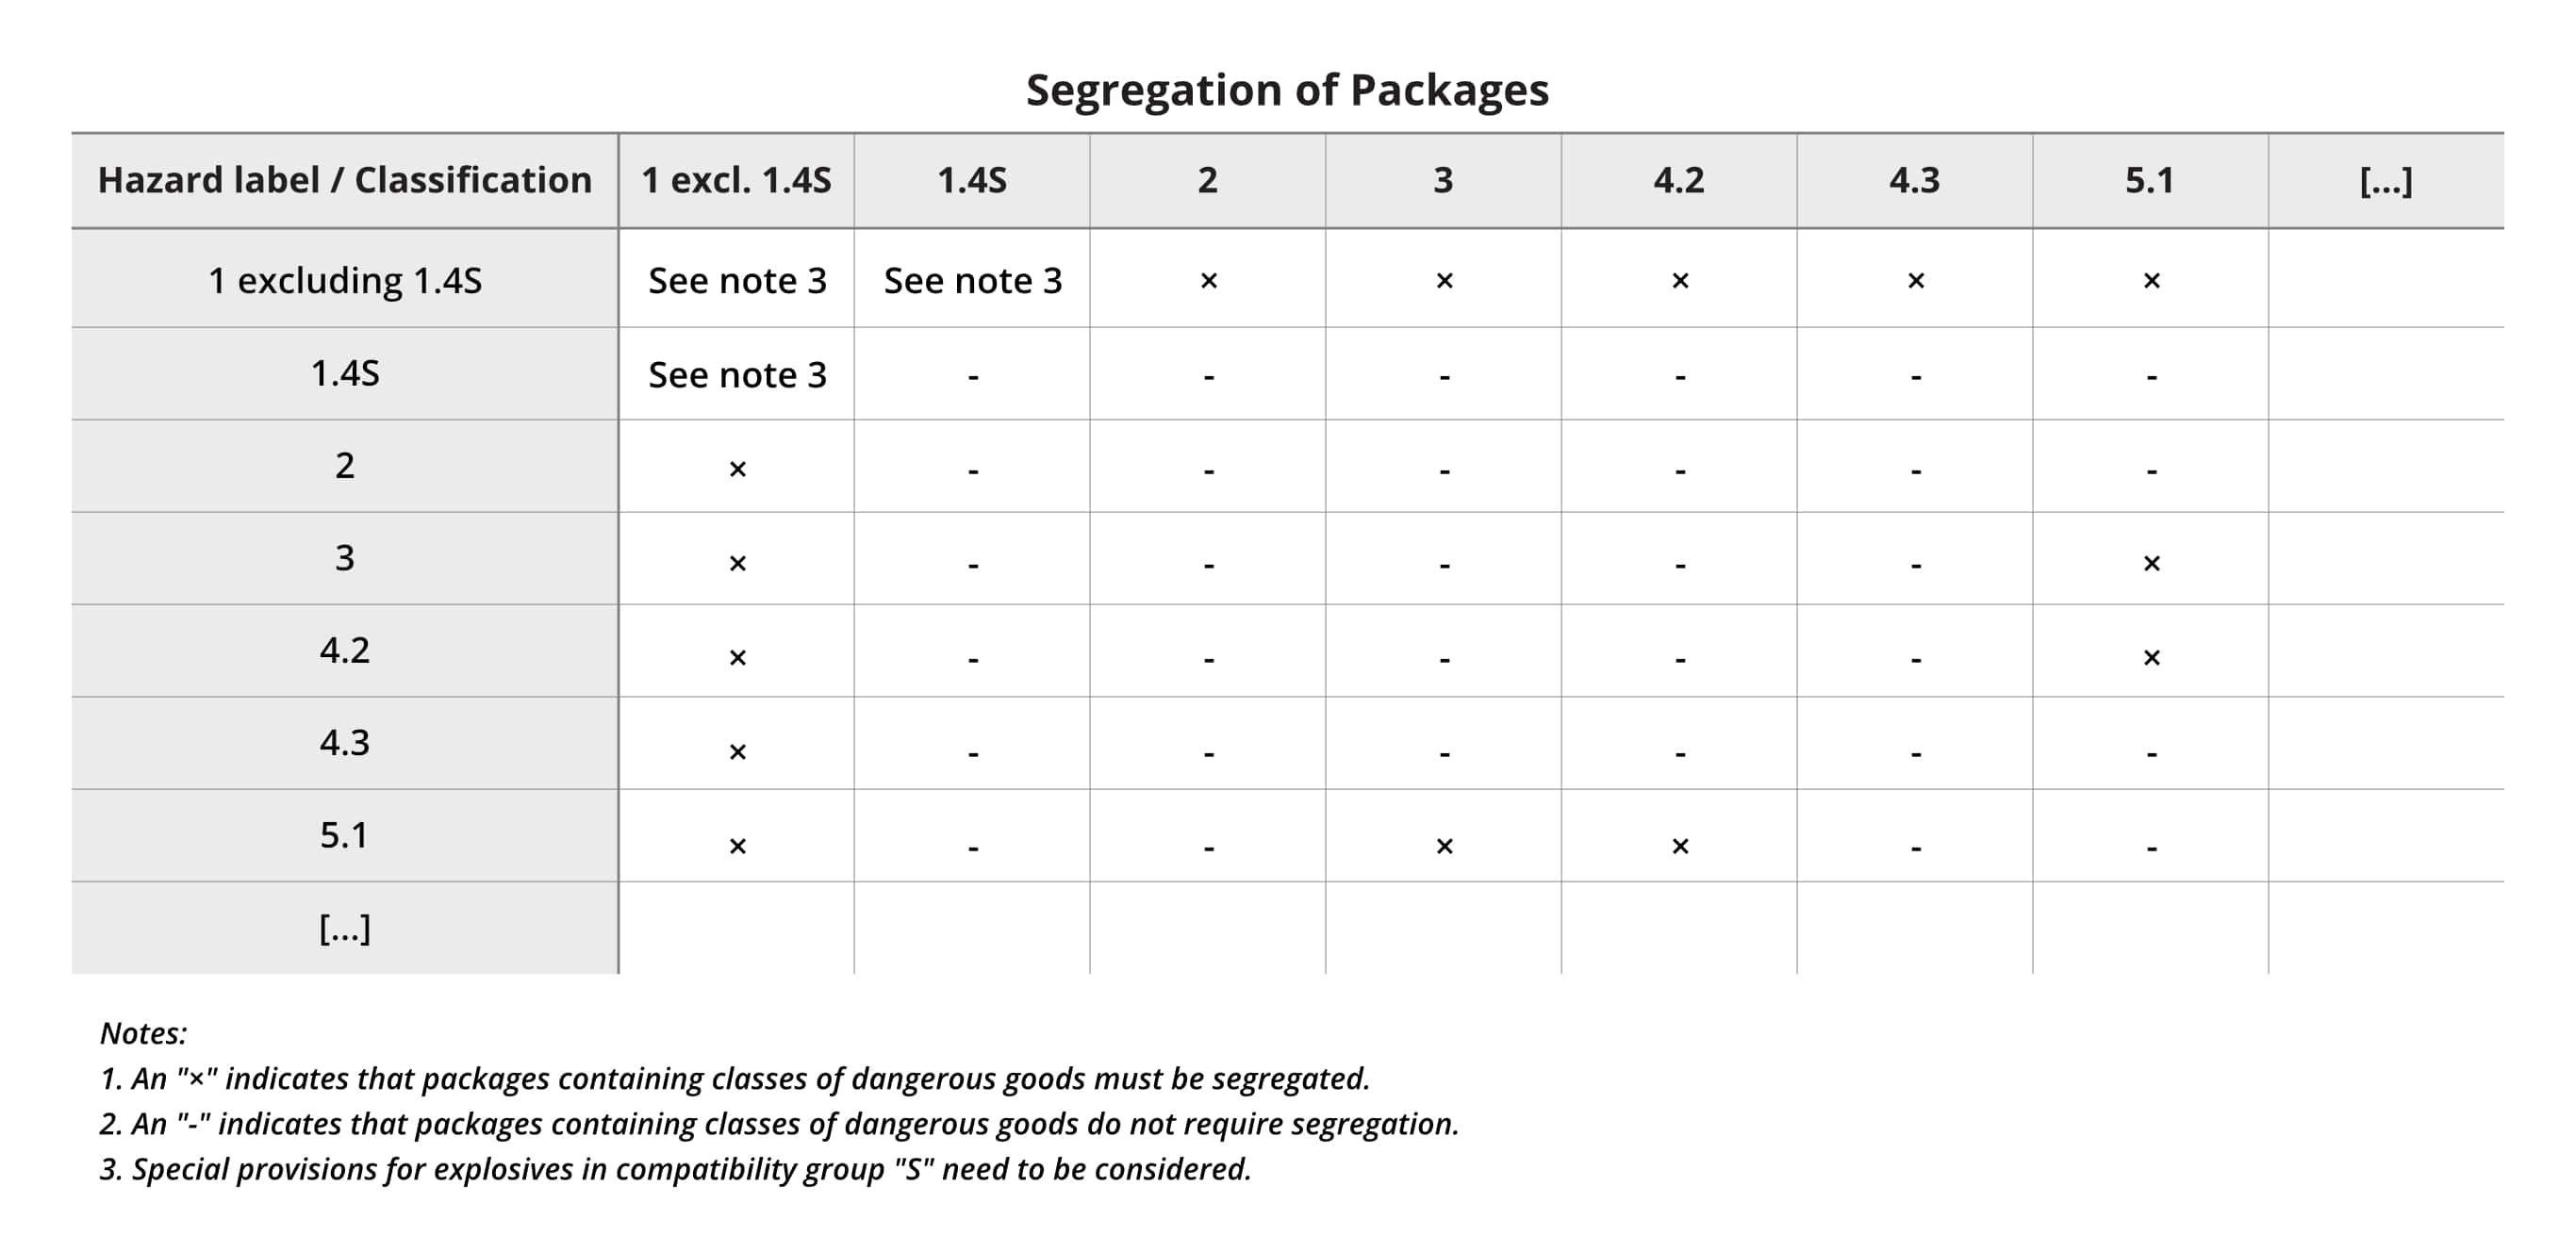 Segregation of Packages
Hazard label / Classification 1 excl. 1.4S 1.4S 2 3 4.2 4.3 5.1 [...]
1 excluding 1.4S See note 3 See note 3 × × × × ×
1.4S See note 3 - - - - - -
2 × - - - - - -
3 × - - - - - ×
4.2 × - - - - - ×
4.3 × - - - - - -
5.1 × - - × × - -
[...]
Notes:
1. An "×" indicates that packages containing classes of dangerous goods must be segregated.
2. An "-" indicates that packages containing classes of dangerous goods do not require segregation.
3. Special provisions for explosives in compatibility group "S" need to be considered.